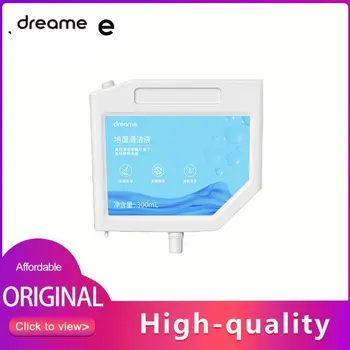 dreame e
dreame
地面清洁液
净含量: 300mL
Affordable
ORIGINAL
Click to view>
High-quality